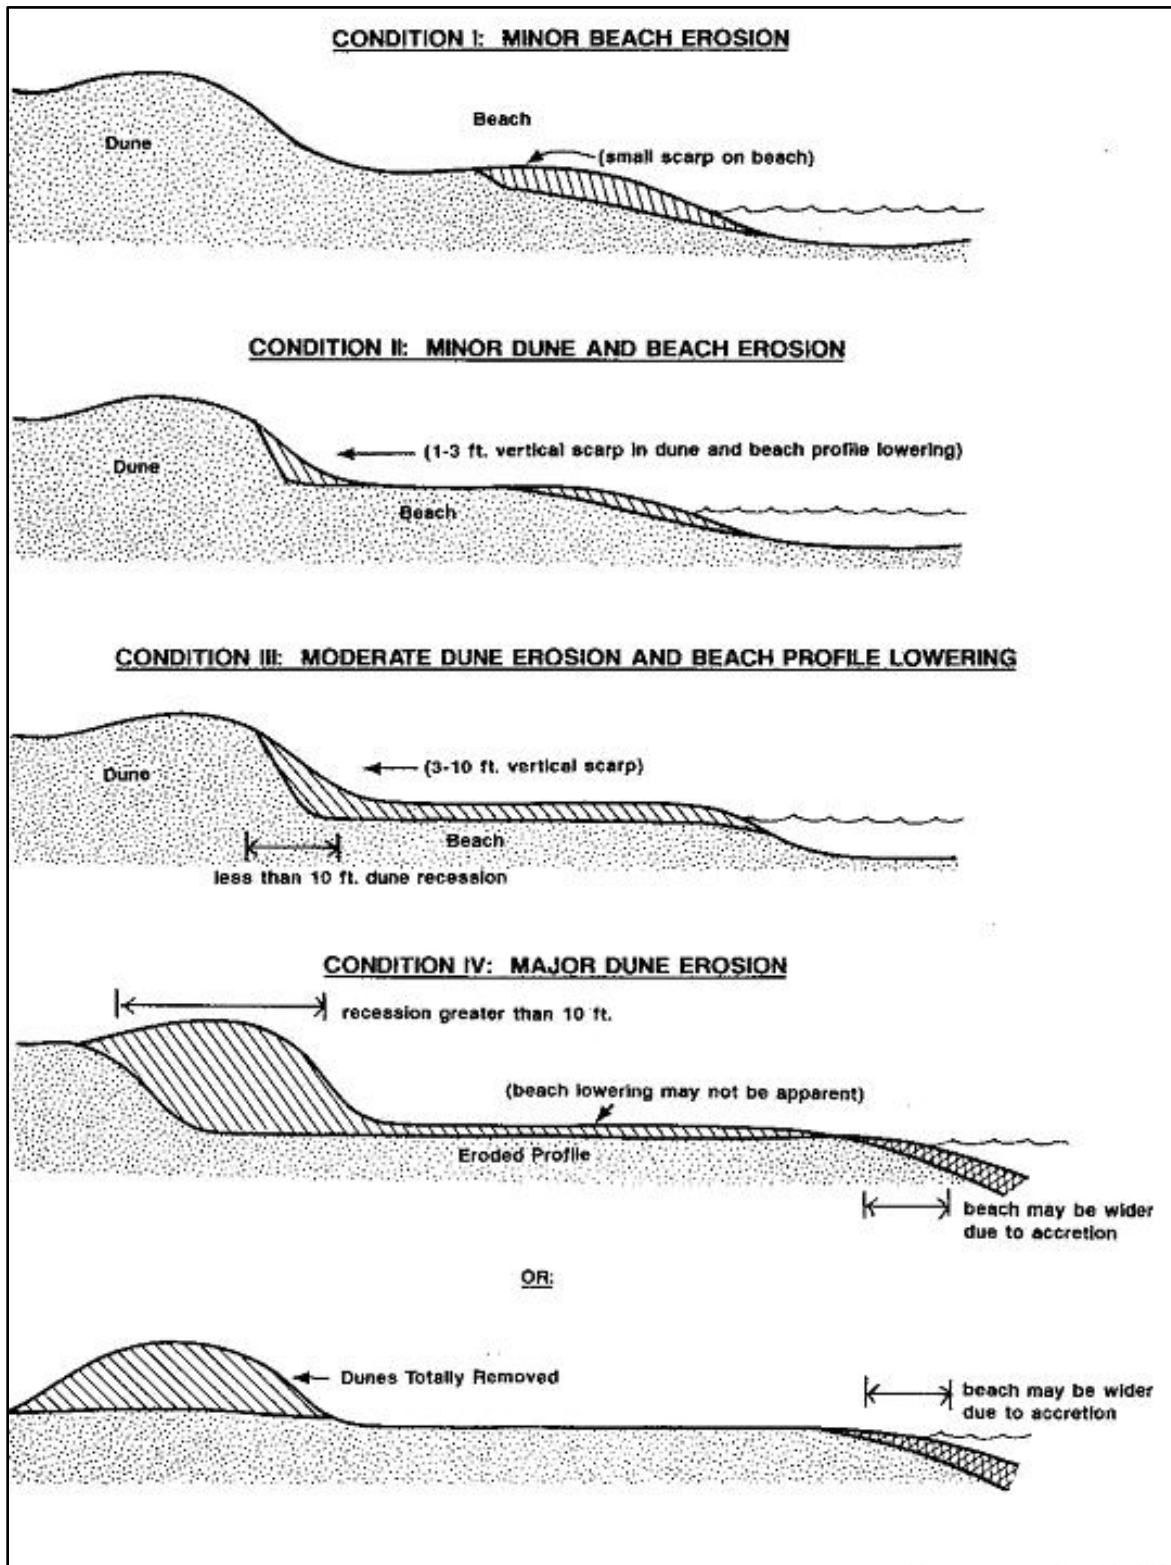 CONDITION I: MINOR BEACH EROSION
Beach
Dune
(small scarp on beach)
CONDITION II: MINOR DUNE AND BEACH EROSION
(1-3 ft. vertical scarp in dune and beach profile lowering)
Dune
Beach
CONDITION III: MODERATE DUNE EROSION AND BEACH PROFILE LOWERING
(3-10 ft. vertical scarp)
Dune
Beach
less than 10 ft. dune recession
CONDITION IV: MAJOR DUNE EROSION
recession greater than 10 ft.
(beach lowering may not be apparent)
Eroded Profile
beach may be wider
due to accretion
OR:
Dunes Totally Removed
beach may be wider
due to accretion